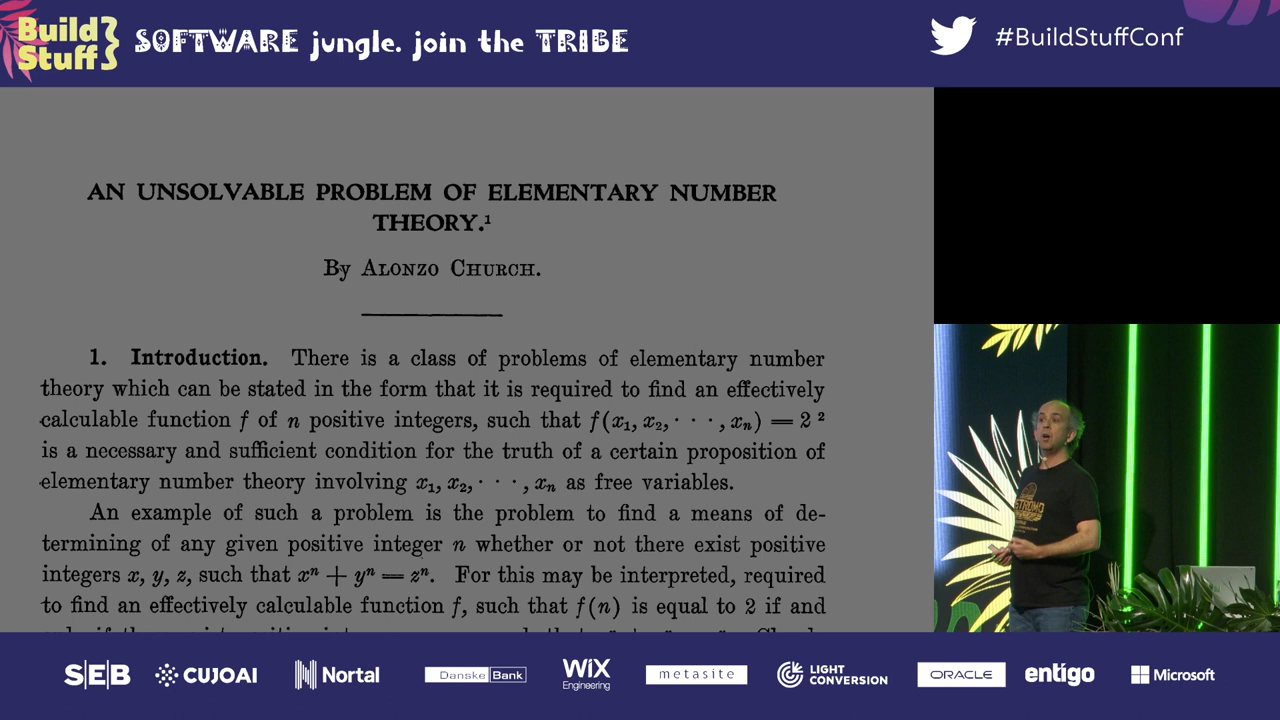 Build
Stuff
SOFTWARE jungle. join the TRIBE
#BuildStuffConf
AN UNSOLVABLE PROBLEM OF ELEMENTARY NUMBER
THEORY.¹
By ALONZO CHURCH.
1. Introduction. There is a class of problems of elementary number
theory which can be stated in the form that it is required to find an effectively
calculable function f of n positive integers, such that f(x₁, x₂, · · · , xₙ) = 2 ²
is a necessary and sufficient condition for the truth of a certain proposition of
elementary number theory involving x₁, x₂, · · · , xₙ as free variables.
An example of such a problem is the problem to find a means of de-
termining of any given positive integer n whether or not there exist positive
integers x, y, z, such that xⁿ + yⁿ = zⁿ. For this may be interpreted, required
to find an effectively calculable function f, such that f(n) is equal to 2 if and
SEB
CUJOAI
Nortal
Danske Bank
WiX
Engineering
metasite
LIGHT
CONVERSION
ORACLE
entigo
Microsoft